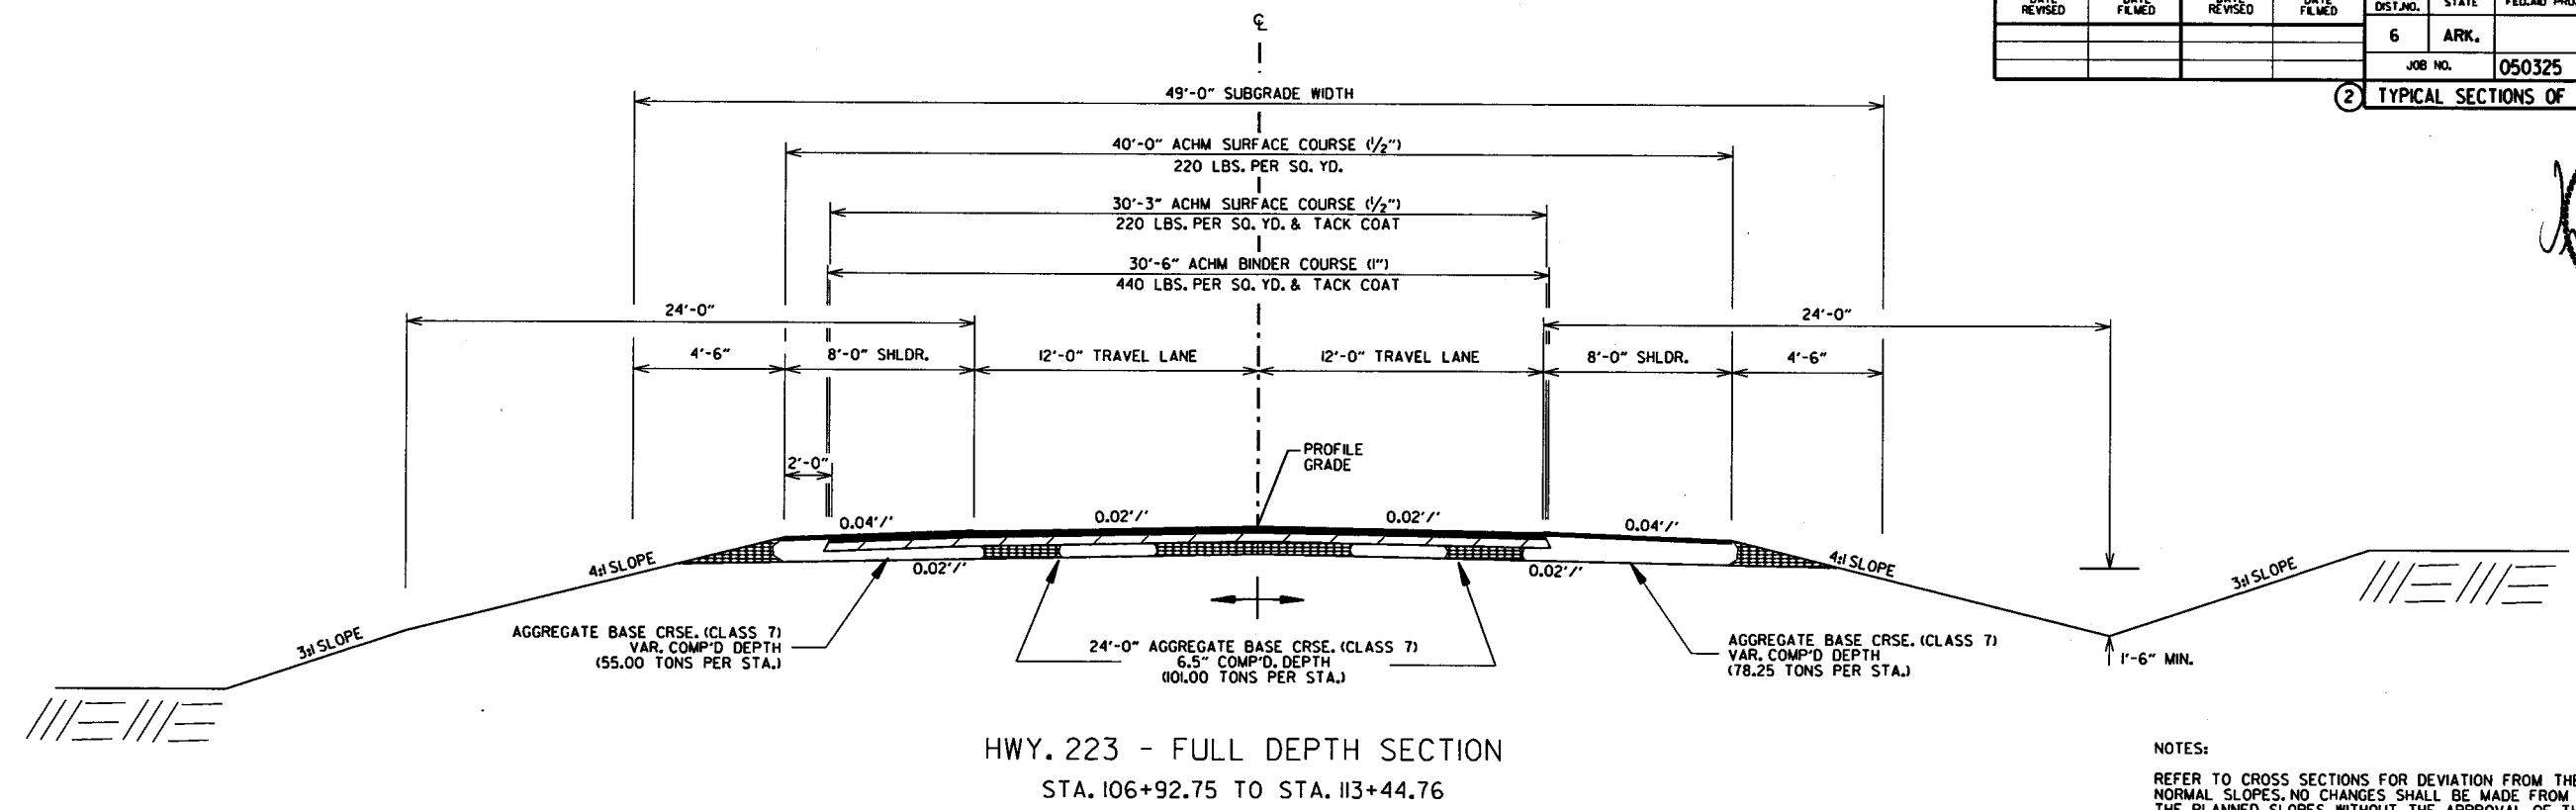 DATE REVISED DATE FILMED DATE REVISED DATE FILMED DIST.NO. STATE
6 ARK.
JOB NO. 050325
2 TYPICAL SECTIONS OF
℄
49'-0" SUBGRADE WIDTH
40'-0" ACHM SURFACE COURSE (1/2")
220 LBS. PER SQ. YD.
30'-3" ACHM SURFACE COURSE (1/2")
220 LBS. PER SQ. YD. & TACK COAT
30'-6" ACHM BINDER COURSE (1")
440 LBS. PER SQ. YD. & TACK COAT
24'-0" 24'-0"
4'-6" 8'-0" SHLDR. 12'-0" TRAVEL LANE 12'-0" TRAVEL LANE 8'-0" SHLDR. 4'-6"
2'-0"
PROFILE
GRADE
0.04'/' 0.02'/' 0.02'/' 0.04'/'
3:1 SLOPE 4:1 SLOPE 0.02'/' 0.02'/' 4:1 SLOPE 3:1 SLOPE
AGGREGATE BASE CRSE. (CLASS 7)
VAR. COMP'D DEPTH
(55.00 TONS PER STA.)
24'-0" AGGREGATE BASE CRSE. (CLASS 7)
6.5" COMP'D. DEPTH
(101.00 TONS PER STA.)
AGGREGATE BASE CRSE. (CLASS 7)
VAR. COMP'D DEPTH
(78.25 TONS PER STA.)
1'-6" MIN.
HWY. 223 - FULL DEPTH SECTION
STA. 106+92.75 TO STA. 113+44.76
NOTES:
REFER TO CROSS SECTIONS FOR DEVIATION FROM THE
NORMAL SLOPES. NO CHANGES SHALL BE MADE FROM
THE PLANNED SLOPES WITHOUT THE APPROVAL OF